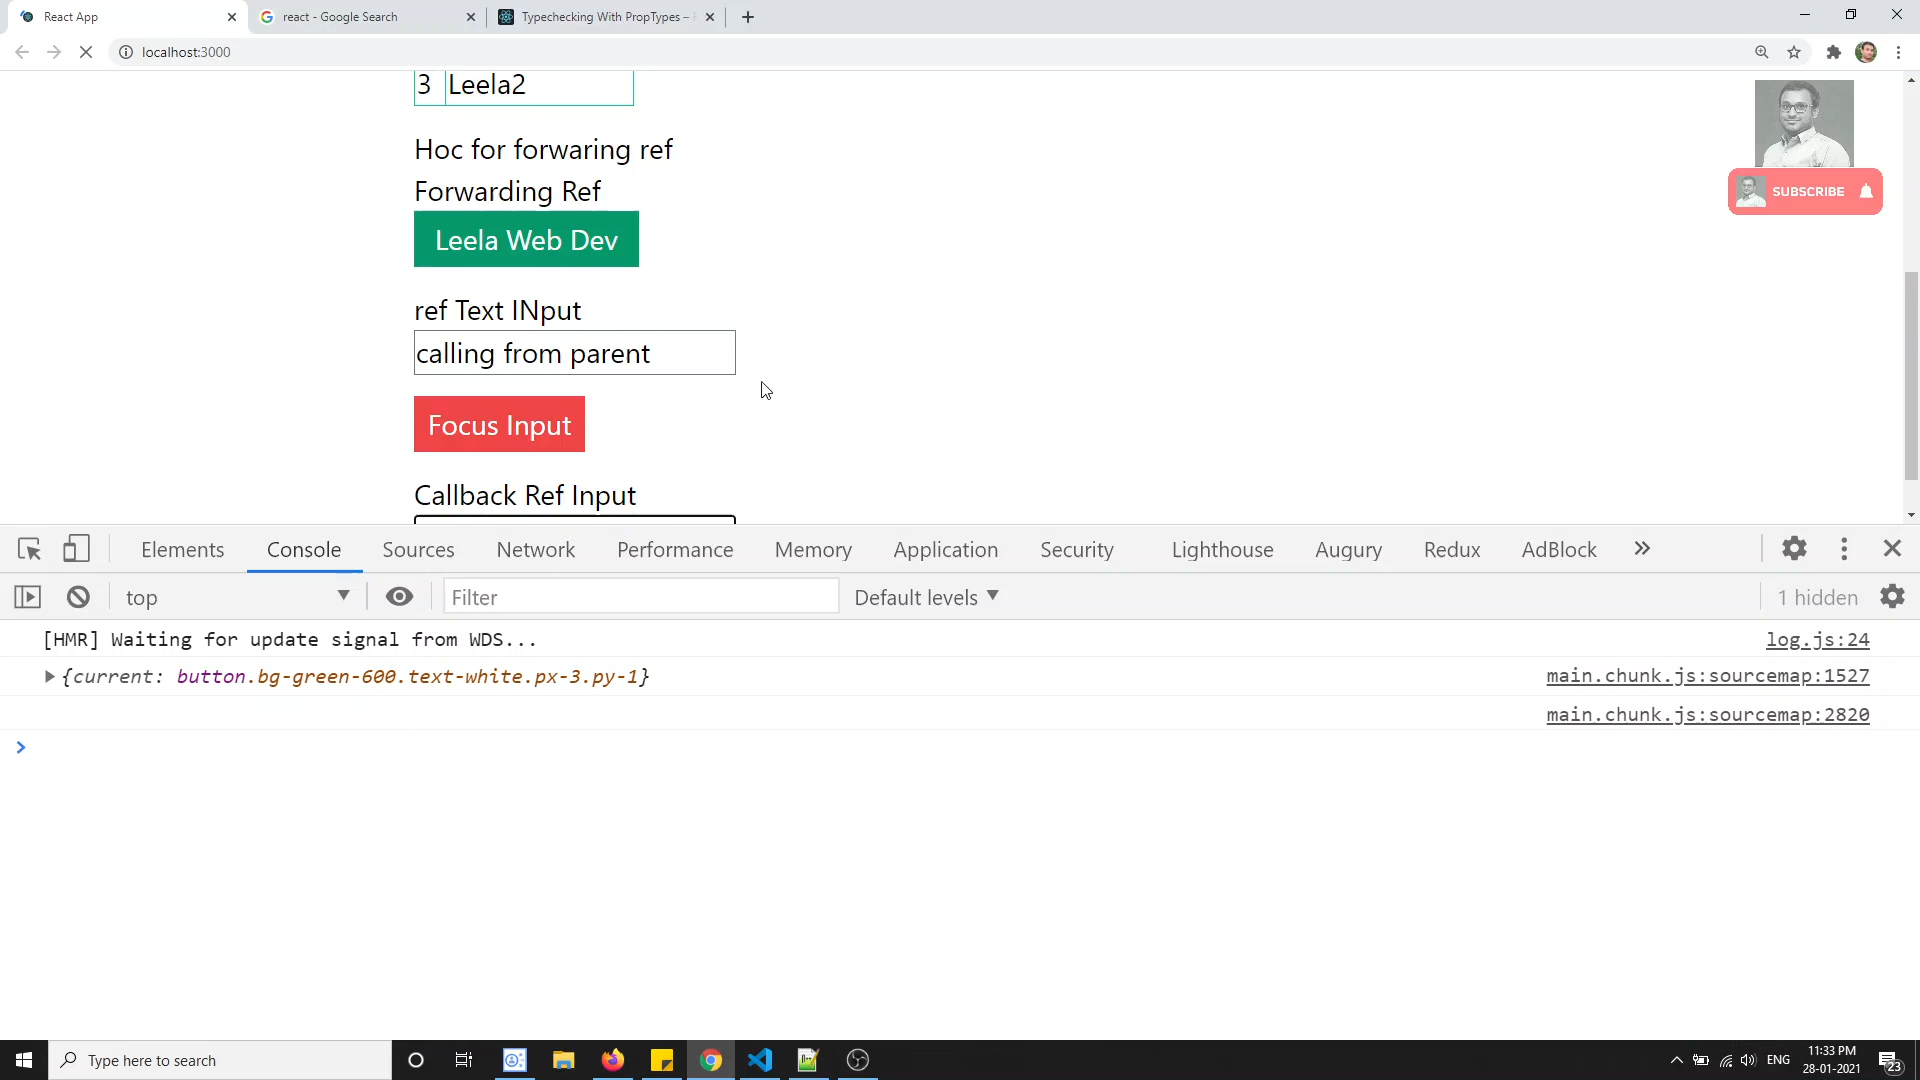 React App
react - Google Search
Typechecking With PropTypes –
localhost:3000
3 Leela2
Hoc for forwaring ref
Forwarding Ref
Leela Web Dev
ref Text INput
calling from parent
Focus Input
Callback Ref Input
SUBSCRIBE
Elements Console Sources Network Performance Memory Application Security Lighthouse Augury Redux AdBlock
top Filter Default levels 1 hidden
[HMR] Waiting for update signal from WDS... log.js:24
{current: button.bg-green-600.text-white.px-3.py-1} main.chunk.js:sourcemap:1527
main.chunk.js:sourcemap:2820
Type here to search
ENG
11:33 PM
28-01-2021
23